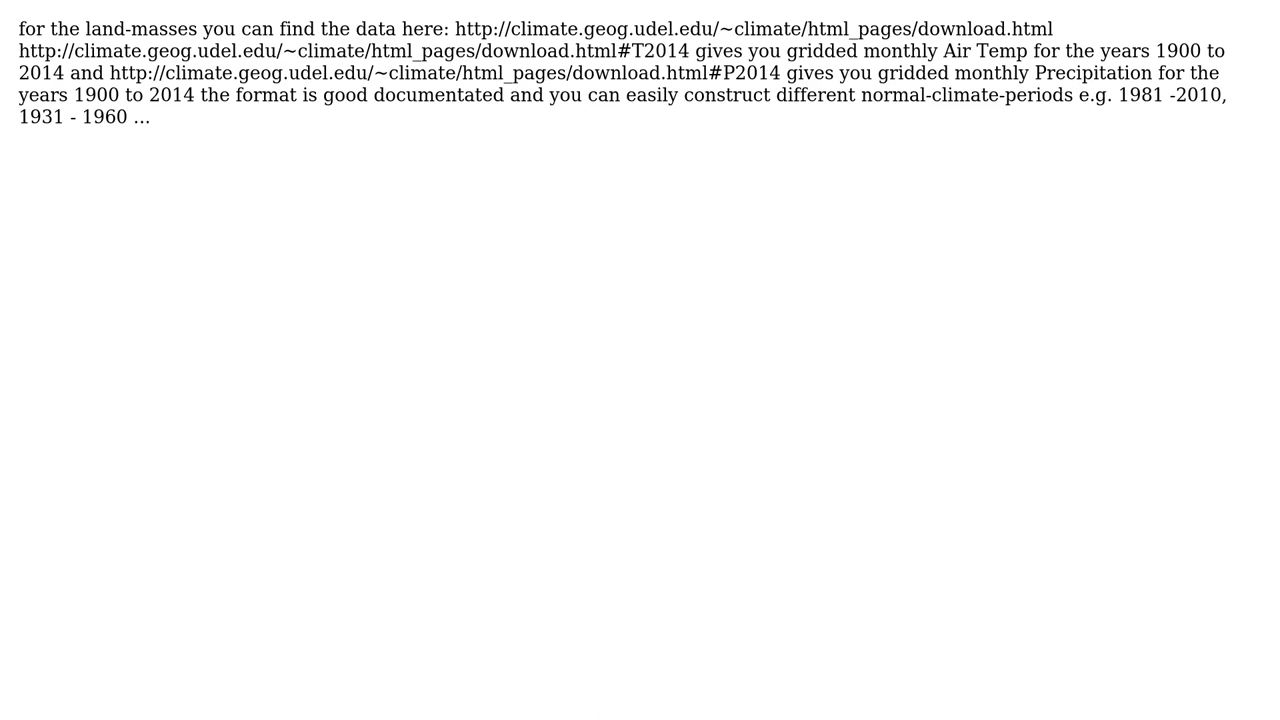 for the land-masses you can find the data here: http://climate.geog.udel.edu/~climate/html_pages/download.html
http://climate.geog.udel.edu/~climate/html_pages/download.html#T2014 gives you gridded monthly Air Temp for the years 1900 to
2014 and http://climate.geog.udel.edu/~climate/html_pages/download.html#P2014 gives you gridded monthly Precipitation for the
years 1900 to 2014 the format is good documentated and you can easily construct different normal-climate-periods e.g. 1981 -2010,
1931 - 1960 ...